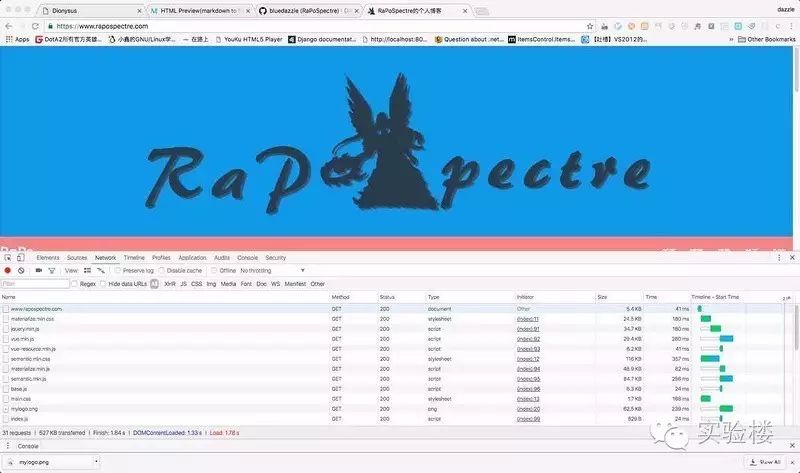 Dionysus
HTML Preview(markdown to
bluedazzle (RaPoSpectre)
RaPoSpectre的个人博客
dazzle
https://www.rapospectre.com
Apps
DotA2所有官方英雄...
小鑫的GNU/Linux学...
在路上
YouKu HTML5 Player
Django documentat...
http://localhost:80...
Question about .net...
ItemsControl.Items...
【吐槽】VS2012的...
Other Bookmarks
RaPo pectre
RaPo
Elements Sources Network Timeline Profiles Application Audits Console Security
View: Preserve log Disable cache Offline No throttling
Filter Regex Hide data URLs All XHR JS CSS Img Media Font Doc WS Manifest Other
Name Method Status Type Initiator Size Time Timeline – Start Time
www.rapospectre.com GET 200 document Other 5.4 KB 41 ms
materialize.min.css GET 200 stylesheet (index):11 24.5 KB 180 ms
jquery.min.js GET 200 script (index):91 34.7 KB 180 ms
vue.min.js GET 200 script (index):92 29.4 KB 280 ms
vue-resource.min.js GET 200 script (index):93 6.2 KB 41 ms
semantic.min.css GET 200 stylesheet (index):12 116 KB 357 ms
materialize.min.js GET 200 script (index):94 48.9 KB 82 ms
semantic.min.js GET 200 script (index):95 84.7 KB 256 ms
base.js GET 200 script (index):96 6.3 KB 24 ms
main.css GET 200 stylesheet (index):13 1.7 KB 168 ms
mylogo.png GET 200 png (index):20 62.5 KB 239 ms
index.js GET 200 script (index):99 829 B 24 ms
31 requests | 527 KB transferred | Finish: 1.84 s | DOMContentLoaded: 1.33 s | Load: 1.78 s
Console
mylogo.png
Show All
实验楼